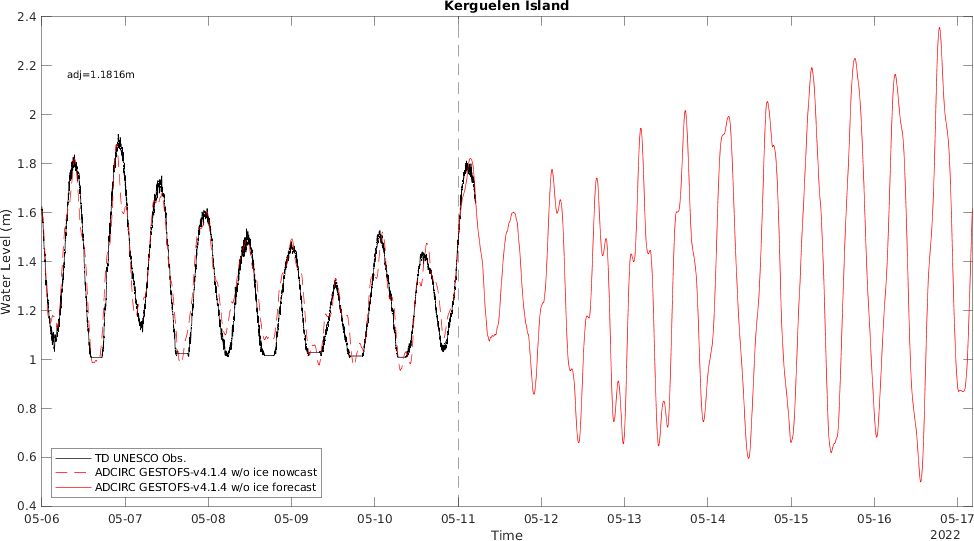 Kerguelen Island
adj=1.1816m
Water Level (m)
2.4
2.2
2
1.8
1.6
1.4
1.2
1
0.8
0.6
0.4
TD UNESCO Obs.
ADCIRC GESTOFS-v4.1.4 w/o ice nowcast
ADCIRC GESTOFS-v4.1.4 w/o ice forecast
05-06 05-07 05-08 05-09 05-10 05-11 05-12 05-13 05-14 05-15 05-16 05-17
Time
2022